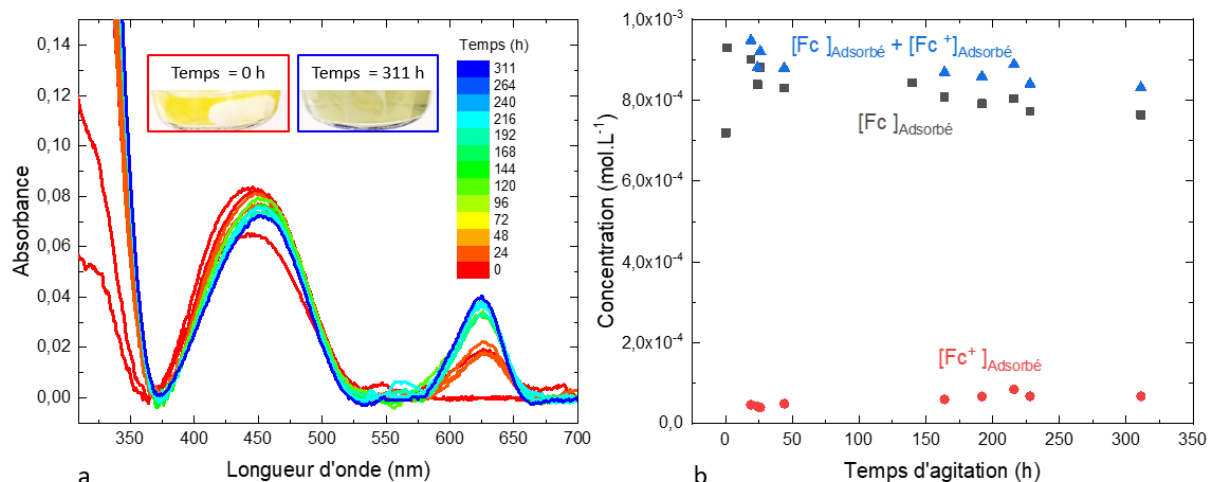 0,14
0,12
0,10
0,08
0,06
0,04
0,02
0,00
Absorbance
350 400 450 500 550 600 650 700
Longueur d'onde (nm)
a
Temps = 0 h
Temps = 311 h
Temps (h)
311
264
240
216
192
168
144
120
96
72
48
24
0
1,0x10-3
8,0x10-4
6,0x10-4
4,0x10-4
2,0x10-4
0,0
Concentration (mol.L-1)
[Fc ]Adsorbé + [Fc+]Adsorbé
[Fc ]Adsorbé
[Fc+]Adsorbé
0 50 100 150 200 250 300 350
Temps d'agitation (h)
b